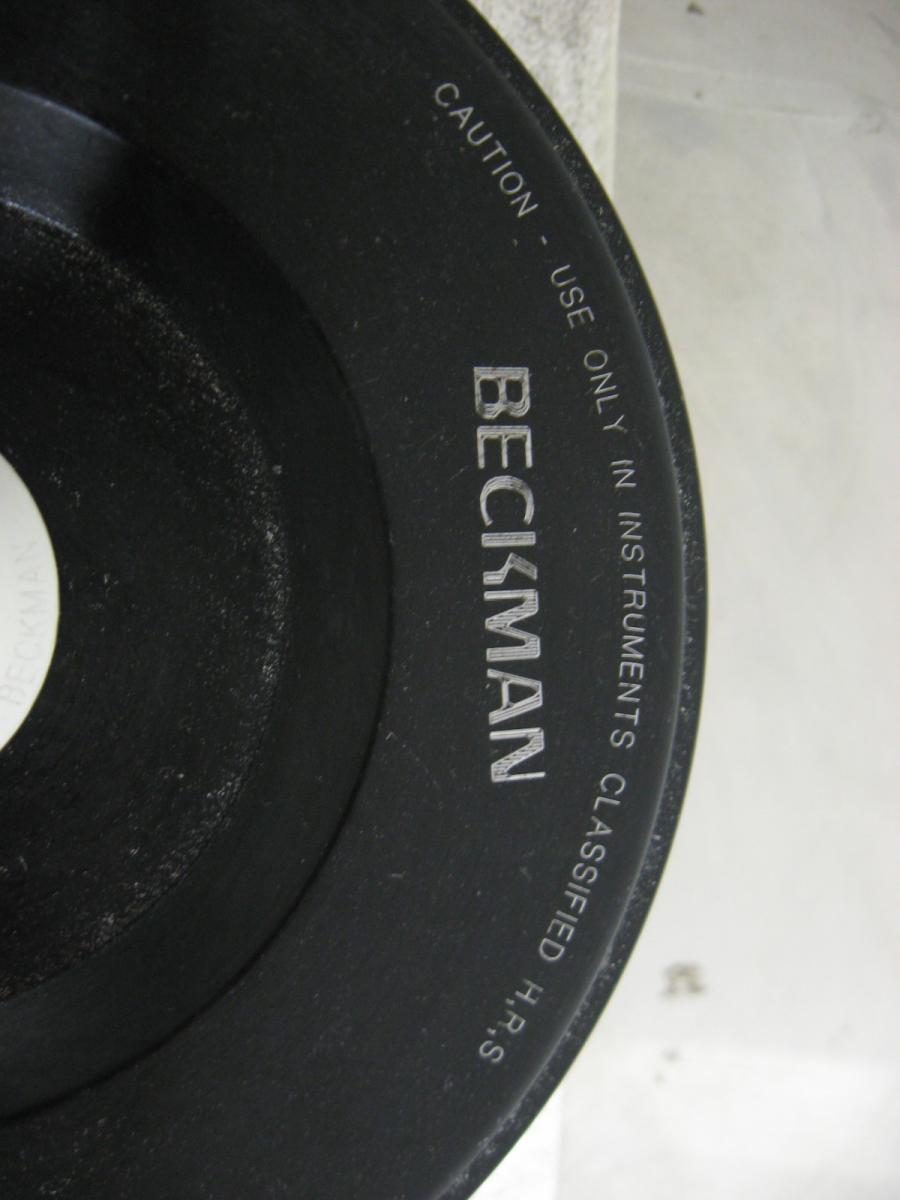 CAUTION - USE ONLY IN INSTRUMENTS CLASSIFIED H,R,S
BECKMAN
BECKMAN